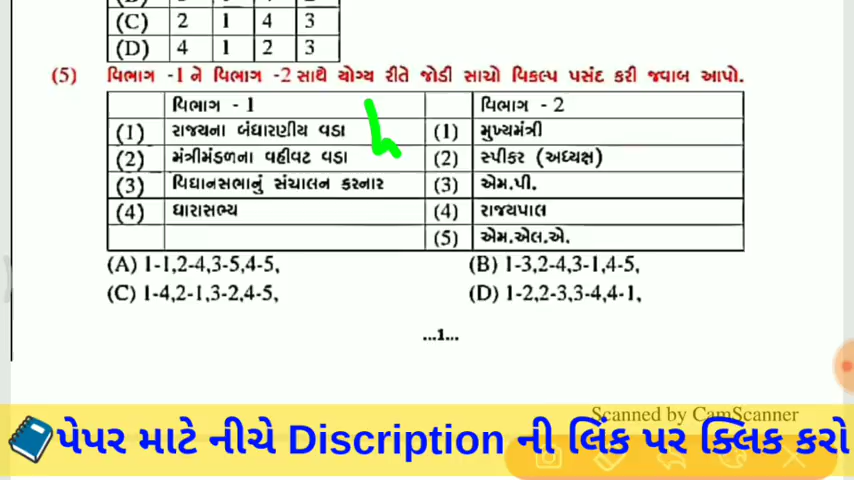 (C) 2 1 4 3
(D) 4 1 2 3
(5) વિભાગ -1 ને વિભાગ -2 સાથે યોગ્ય રીતે જોડી સાચો વિકલ્પ પસંદ કરી જવાબ આપો.
વિભાગ - 1 વિભાગ - 2
(1) રાજ્યના બંધારણીય વડા (1) મુખ્યમંત્રી
(2) મંત્રીમંડળના વહીવટ વડા (2) સ્પીકર (અધ્યક્ષ)
(3) વિધાનસભાનું સંચાલન કરનાર (3) એમ.પી.
(4) ધારાસભ્ય (4) રાજ્યપાલ
(5) એમ.એલ.એ.
(A) 1-1,2-4,3-5,4-5, (B) 1-3,2-4,3-1,4-5,
(C) 1-4,2-1,3-2,4-5, (D) 1-2,2-3,3-4,4-1,
...1...
Scanned by CamScanner
પેપર માટે નીચે Discription ની લિંક પર ક્લિક કરો